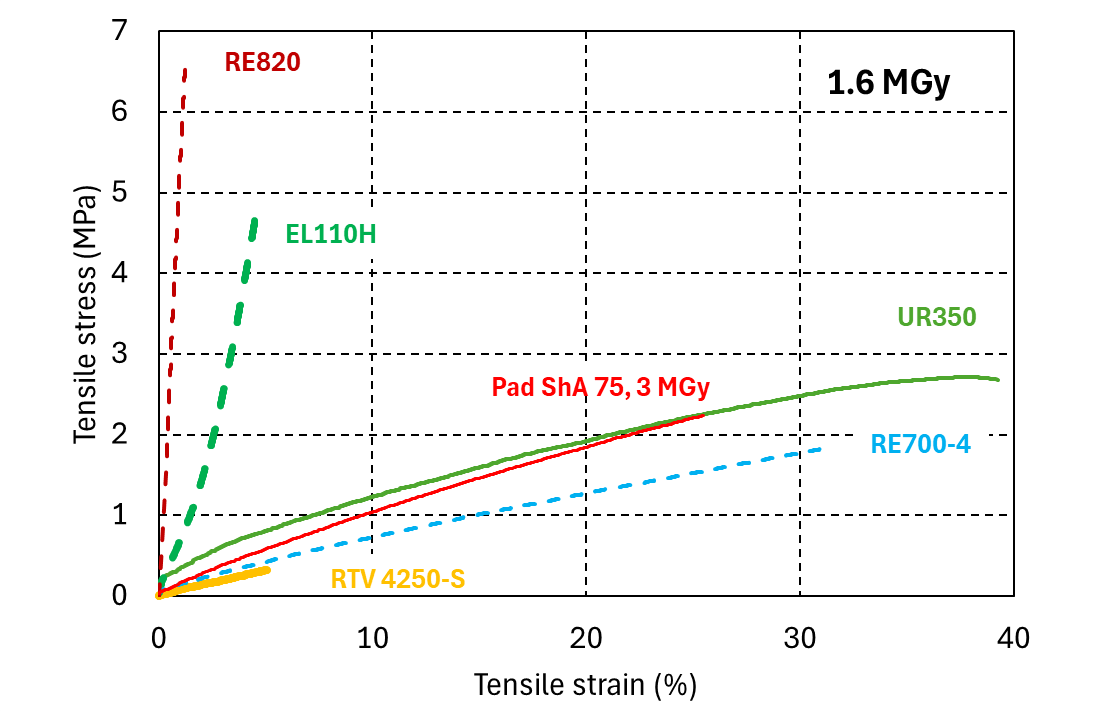 7
RE820
1.6 MGy
6
5
EL110H
4
UR350
3
Pad ShA 75, 3 MGy
2
RE700-4
1
RTV 4250-S
0
Tensile stress (MPa)
0 10 20 30 40
Tensile strain (%)